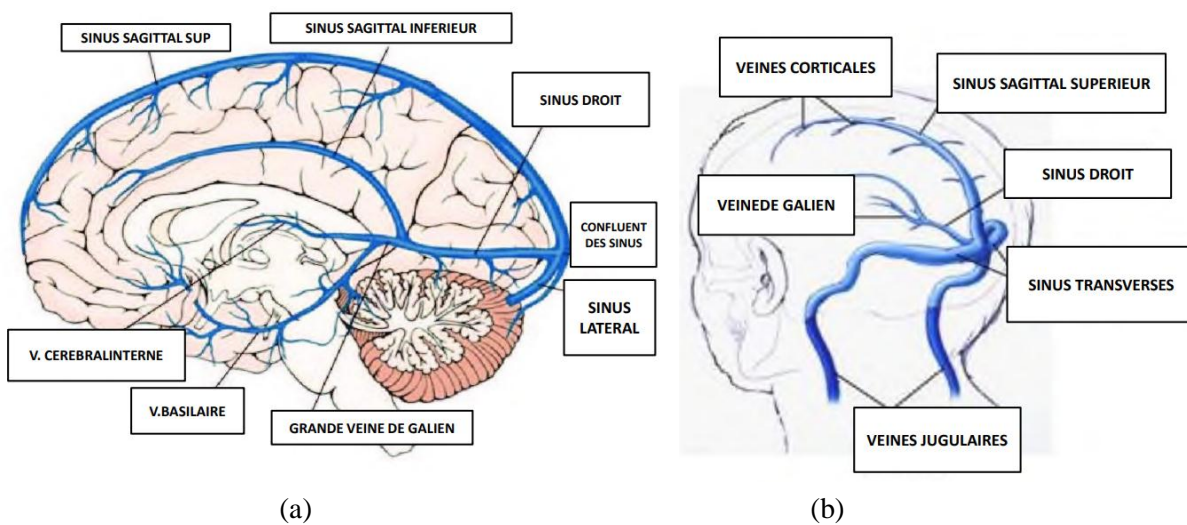 SINUS SAGITTAL SUP
SINUS SAGITTAL INFERIEUR
SINUS DROIT
CONFLUENT
DES SINUS
SINUS
LATERAL
V. CEREBRALINTERNE
V.BASILAIRE
GRANDE VEINE DE GALIEN
(a)
VEINES CORTICALES
SINUS SAGITTAL SUPERIEUR
SINUS DROIT
VEINEDE GALIEN
SINUS TRANSVERSES
VEINES JUGULAIRES
(b)